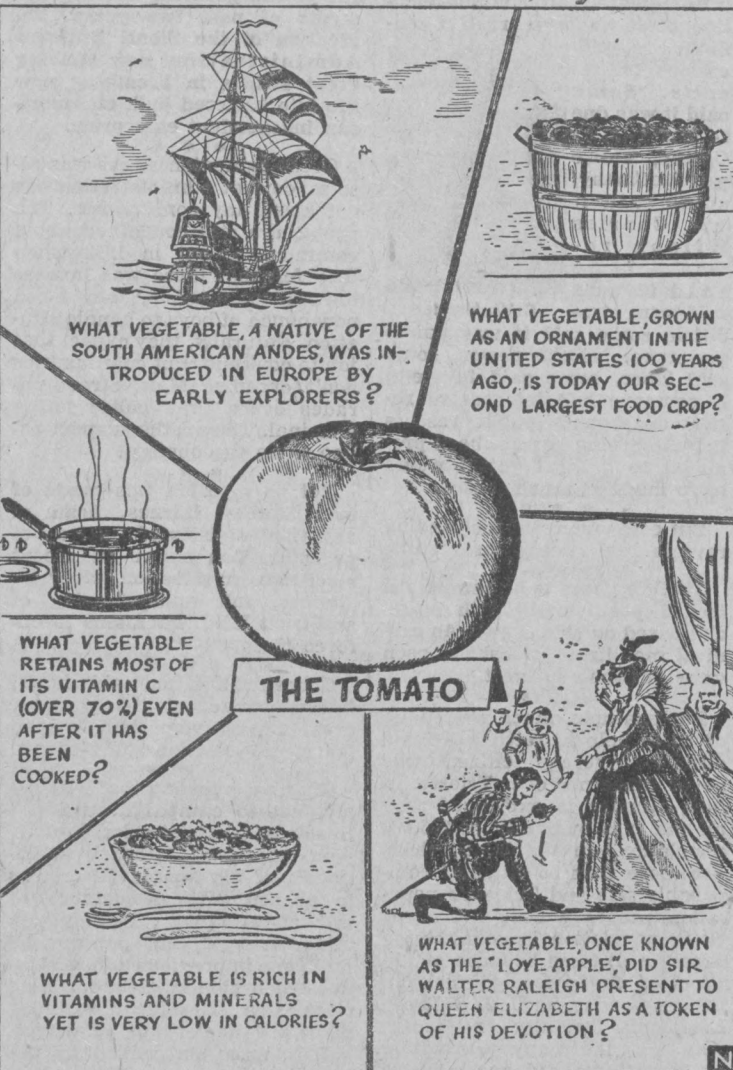 WHAT VEGETABLE, A NATIVE OF THE
SOUTH AMERICAN ANDES, WAS IN-
TRODUCED IN EUROPE BY
EARLY EXPLORERS?
WHAT VEGETABLE, GROWN
AS AN ORNAMENT IN THE
UNITED STATES 100 YEARS
AGO, IS TODAY OUR SEC-
OND LARGEST FOOD CROP?
WHAT VEGETABLE
RETAINS MOST OF
ITS VITAMIN C
(OVER 70%) EVEN
AFTER IT HAS
BEEN
COOKED?
THE TOMATO
WHAT VEGETABLE IS RICH IN
VITAMINS AND MINERALS
YET IS VERY LOW IN CALORIES?
WHAT VEGETABLE, ONCE KNOWN
AS THE "LOVE APPLE", DID SIR
WALTER RALEIGH PRESENT TO
QUEEN ELIZABETH AS A TOKEN
OF HIS DEVOTION?
N